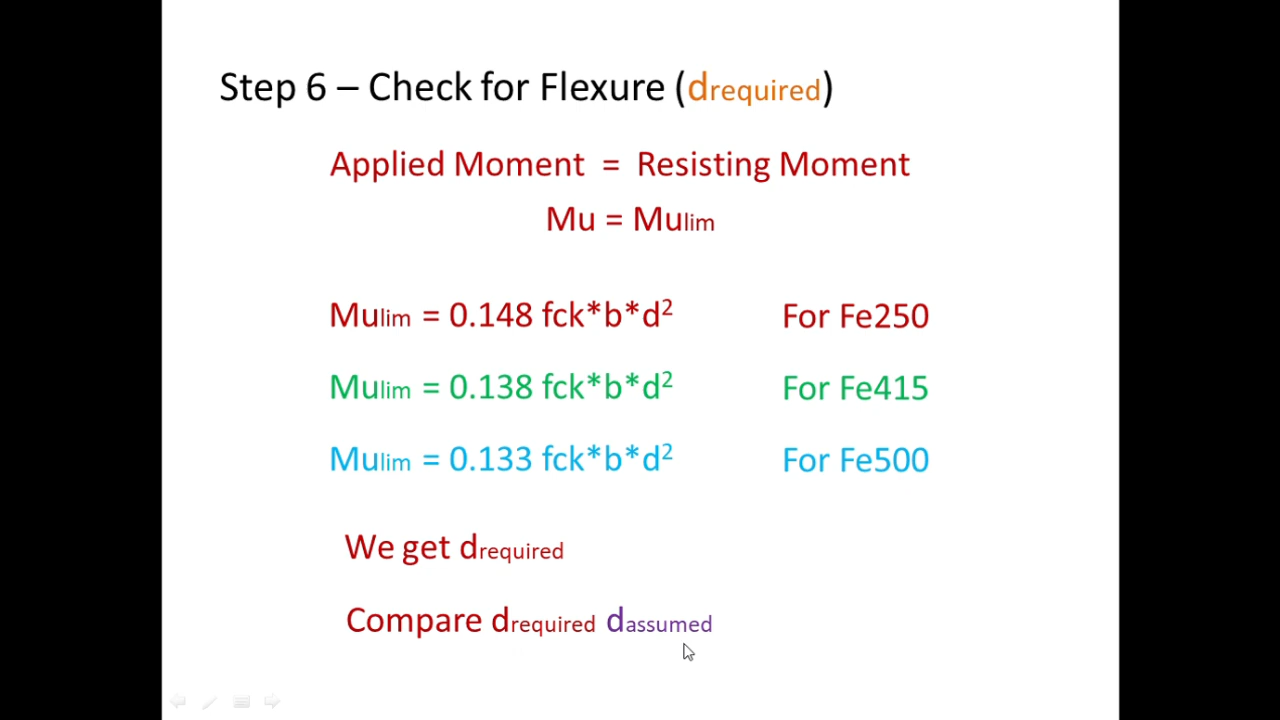 Step 6 – Check for Flexure (drequired)
Applied Moment = Resisting Moment
Mu = Mulim
Mulim = 0.148 fck*b*d² For Fe250
Mulim = 0.138 fck*b*d² For Fe415
Mulim = 0.133 fck*b*d² For Fe500
We get drequired
Compare drequired dassumed